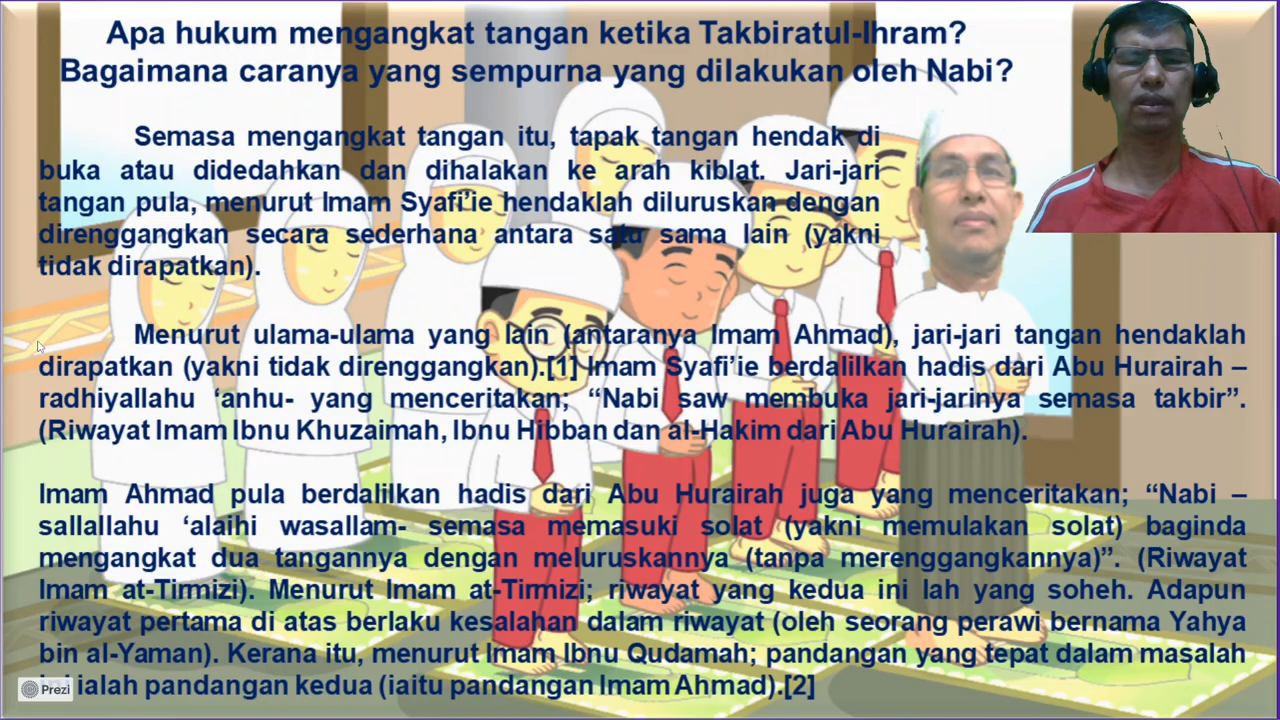 Apa hukum mengangkat tangan ketika Takbiratul-Ihram?
Bagaimana caranya yang sempurna yang dilakukan oleh Nabi?
Semasa mengangkat tangan itu, tapak tangan hendak di
buka atau didedahkan dan dihalakan ke arah kiblat. Jari-jari
tangan pula, menurut Imam Syafi’ie hendaklah diluruskan dengan
direnggangkan secara sederhana antara satu sama lain (yakni
tidak dirapatkan).
Menurut ulama-ulama yang lain (antaranya Imam Ahmad), jari-jari tangan hendaklah
dirapatkan (yakni tidak direnggangkan).[1] Imam Syafi’ie berdalilkan hadis dari Abu Hurairah –
radhiyallahu ‘anhu- yang menceritakan; “Nabi saw membuka jari-jarinya semasa takbir”.
(Riwayat Imam Ibnu Khuzaimah, Ibnu Hibban dan al-Hakim dari Abu Hurairah).
Imam Ahmad pula berdalilkan hadis dari Abu Hurairah juga yang menceritakan; “Nabi –
sallallahu ‘alaihi wasallam- semasa memasuki solat (yakni memulakan solat) baginda
mengangkat dua tangannya dengan meluruskannya (tanpa merenggangkannya)”. (Riwayat
Imam at-Tirmizi). Menurut Imam at-Tirmizi; riwayat yang kedua ini lah yang soheh. Adapun
riwayat pertama di atas berlaku kesalahan dalam riwayat (oleh seorang perawi bernama Yahya
bin al-Yaman). Kerana itu, menurut Imam Ibnu Qudamah; pandangan yang tepat dalam masalah
ialah pandangan kedua (iaitu pandangan Imam Ahmad).[2]
Prezi